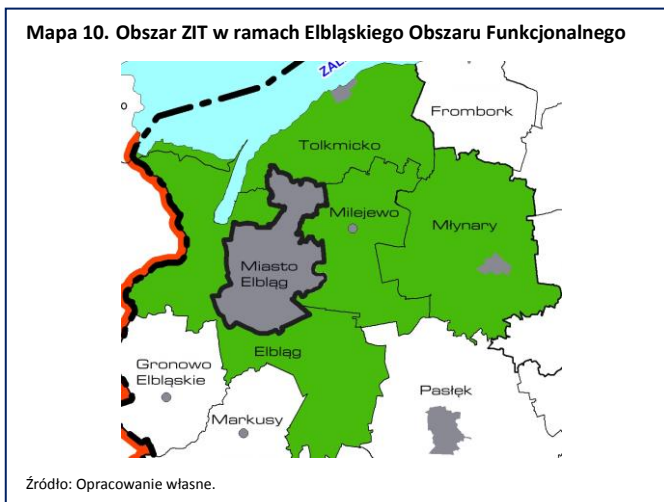 Mapa 10. Obszar ZIT w ramach Elbląskiego Obszaru Funkcjonalnego
ZAL
Frombork
Tolkmicko
Milejewo
Młynary
Miasto
Elbląg
Elbląg
Gronowo
Elbląskie
Pasłęk
Markusy
Źródło: Opracowanie własne.